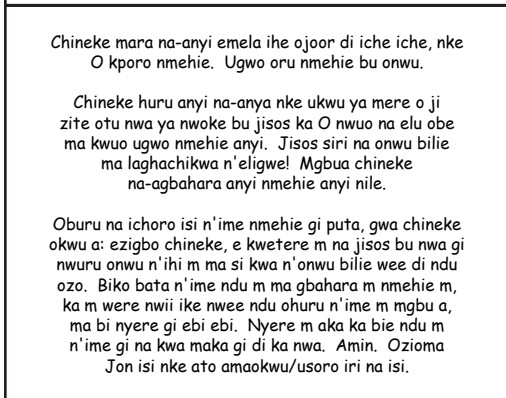 Chineke mara na-anyi emela ihe ojoor di iche iche, nke
O kporo nmehie. Ugwo oru nmehie bu onwu.
Chineke huru anyi na-anya nke ukwu ya mere o ji
zite otu nwa ya nwoke bu jisos ka O nwuo na elu obe
ma kwuo ugwo nmehie anyi. Jisos siri na onwu bilie
ma laghachikwa n'eligwe! Mgbua chineke
na-agbahara anyi nmehie anyi nile.
Oburu na ichoro isi n'ime nmehie gi puta, gwa chineke
okwu a: ezigbo chineke, e kwetere m na jisos bu nwa gi
nwuru onwu n'ihi m ma si kwa n'onwu bilie wee di ndu
ozo. Biko bata n'ime ndu m ma gbahara m nmehie m,
ka m were nwii ike nwee ndu ohuru n'ime m mgbu a,
ma bi nyere gi ebi ebi. Nyere m aka ka bie ndu m
n'ime gi na kwa maka gi di ka nwa. Amin. Ozioma
Jon isi nke ato amaokwu/usoro iri na isi.